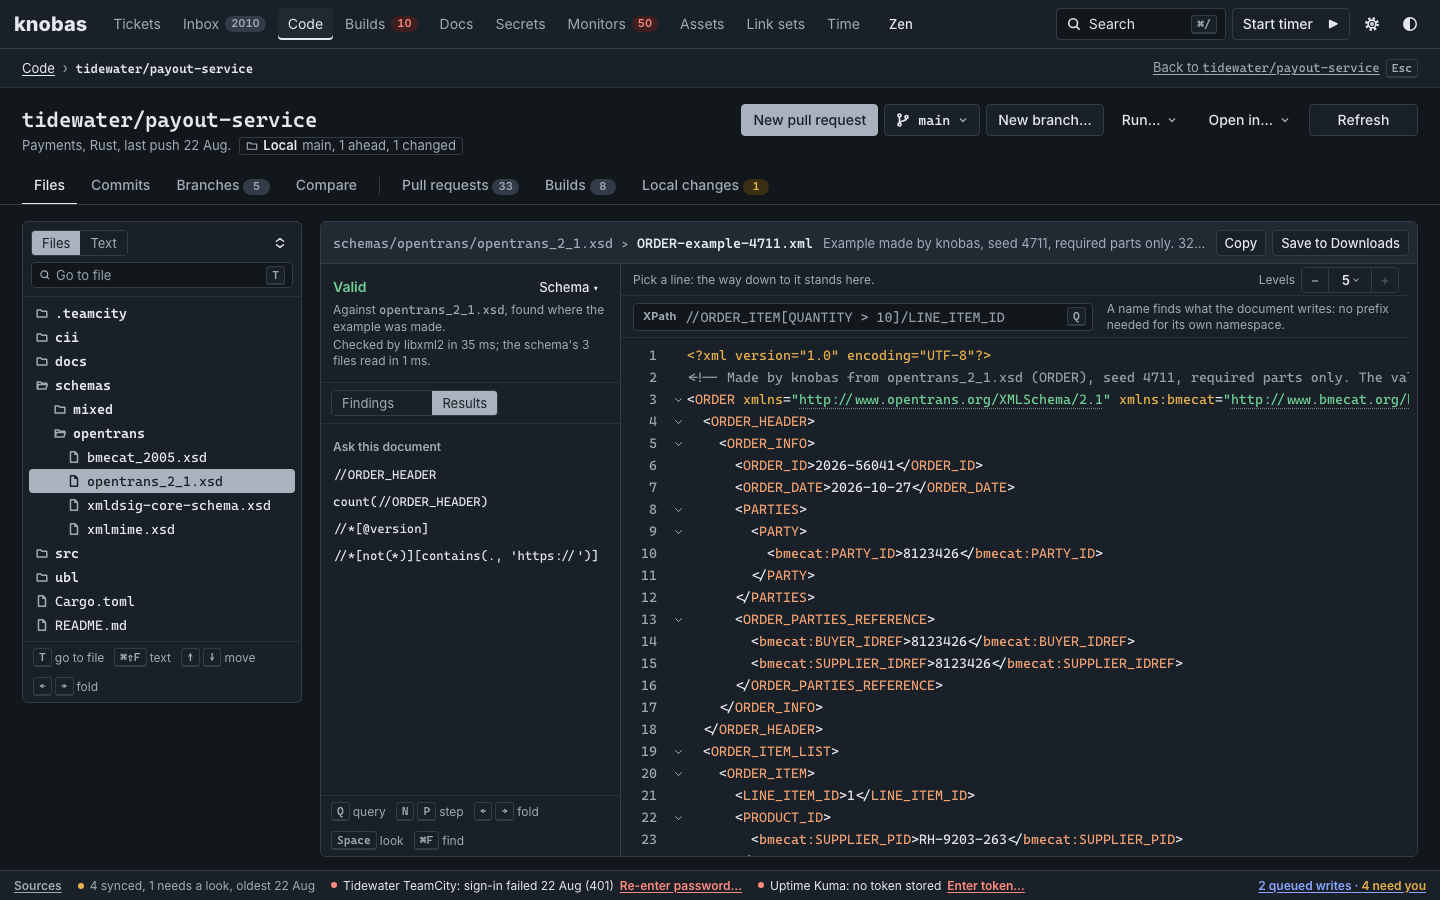 knobas Tickets Inbox 2010 Code Builds 10 Docs Secrets Monitors 50 Assets Link sets Time Zen Search ⌘/ Start timer
Code › tidewater/payout-service Back to tidewater/payout-service Esc
tidewater/payout-service New pull request main New branch... Run... Open in... Refresh
Payments, Rust, last push 22 Aug. Local main, 1 ahead, 1 changed
Files Commits Branches 5 Compare Pull requests 33 Builds 8 Local changes 1
Files Text
Go to file T
.teamcity
cii
docs
schemas
mixed
opentrans
bmecat_2005.xsd
opentrans_2_1.xsd
xmldsig-core-schema.xsd
xmlmime.xsd
src
ubl
Cargo.toml
README.md
T go to file ⌘⇧F text ↑ ↓ move
← → fold
schemas/opentrans/opentrans_2_1.xsd > ORDER-example-4711.xml Example made by knobas, seed 4711, required parts only. 32... Copy Save to Downloads
Valid Schema
Against opentrans_2_1.xsd, found where the
example was made.
Checked by libxml2 in 35 ms; the schema's 3
files read in 1 ms.
Findings Results
Ask this document
//ORDER_HEADER
count(//ORDER_HEADER)
//*[@version]
//*[not(*)][contains(., 'https://')]
Q query N P step ← → fold
Space look ⌘F find
Pick a line: the way down to it stands here. Levels − 5 +
XPath //ORDER_ITEM[QUANTITY > 10]/LINE_ITEM_ID Q
A name finds what the document writes: no prefix
needed for its own namespace.
1 <?xml version="1.0" encoding="UTF-8"?>
2 <!-- Made by knobas from opentrans_2_1.xsd (ORDER), seed 4711, required parts only. The val
3 <ORDER xmlns="http://www.opentrans.org/XMLSchema/2.1" xmlns:bmecat="http://www.bmecat.org/
4 <ORDER_HEADER>
5 <ORDER_INFO>
6 <ORDER_ID>2026-56041</ORDER_ID>
7 <ORDER_DATE>2026-10-27</ORDER_DATE>
8 <PARTIES>
9 <PARTY>
10 <bmecat:PARTY_ID>8123426</bmecat:PARTY_ID>
11 </PARTY>
12 </PARTIES>
13 <ORDER_PARTIES_REFERENCE>
14 <bmecat:BUYER_IDREF>8123426</bmecat:BUYER_IDREF>
15 <bmecat:SUPPLIER_IDREF>8123426</bmecat:SUPPLIER_IDREF>
16 </ORDER_PARTIES_REFERENCE>
17 </ORDER_INFO>
18 </ORDER_HEADER>
19 <ORDER_ITEM_LIST>
20 <ORDER_ITEM>
21 <LINE_ITEM_ID>1</LINE_ITEM_ID>
22 <PRODUCT_ID>
23 <bmecat:SUPPLIER_PID>RH-9203-263</bmecat:SUPPLIER_PID>
Sources 4 synced, 1 needs a look, oldest 22 Aug Tidewater TeamCity: sign-in failed 22 Aug (401) Re-enter password... Uptime Kuma: no token stored Enter token... 2 queued writes · 4 need you